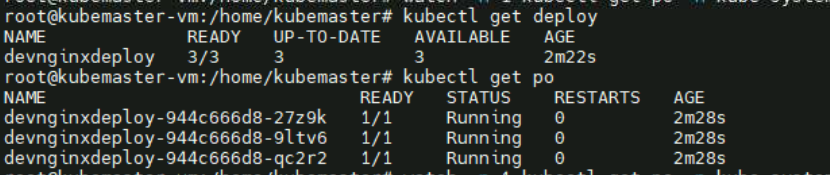 root@kubemaster-vm:/home/kubemaster# kubectl get deploy
NAME READY UP-TO-DATE AVAILABLE AGE
devnginxdeploy 3/3 3 3 2m22s
root@kubemaster-vm:/home/kubemaster# kubectl get po
NAME READY STATUS RESTARTS AGE
devnginxdeploy-944c666d8-27z9k 1/1 Running 0 2m28s
devnginxdeploy-944c666d8-9ltv6 1/1 Running 0 2m28s
devnginxdeploy-944c666d8-qc2r2 1/1 Running 0 2m28s